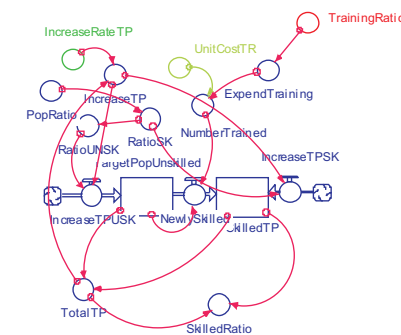 TrainingRatio
IncreaseRateTP
UnitCostTR
IncreaseTP
ExpendTraining
PopRatio
NumberTrained
RatioSK
RatioUNSK
TargetPopUnskilled
IncreaseTPSK
IncreaseTPUSK
NewlySkilled
SkilledTP
TotalTP
SkilledRatio